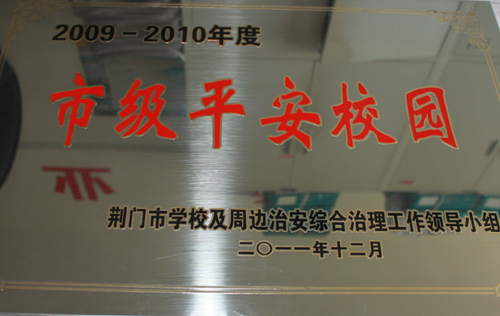 2009-2010年度
市级平安校园
荆门市学校及周边治安综合治理工作领导小组
二〇一一年十二月